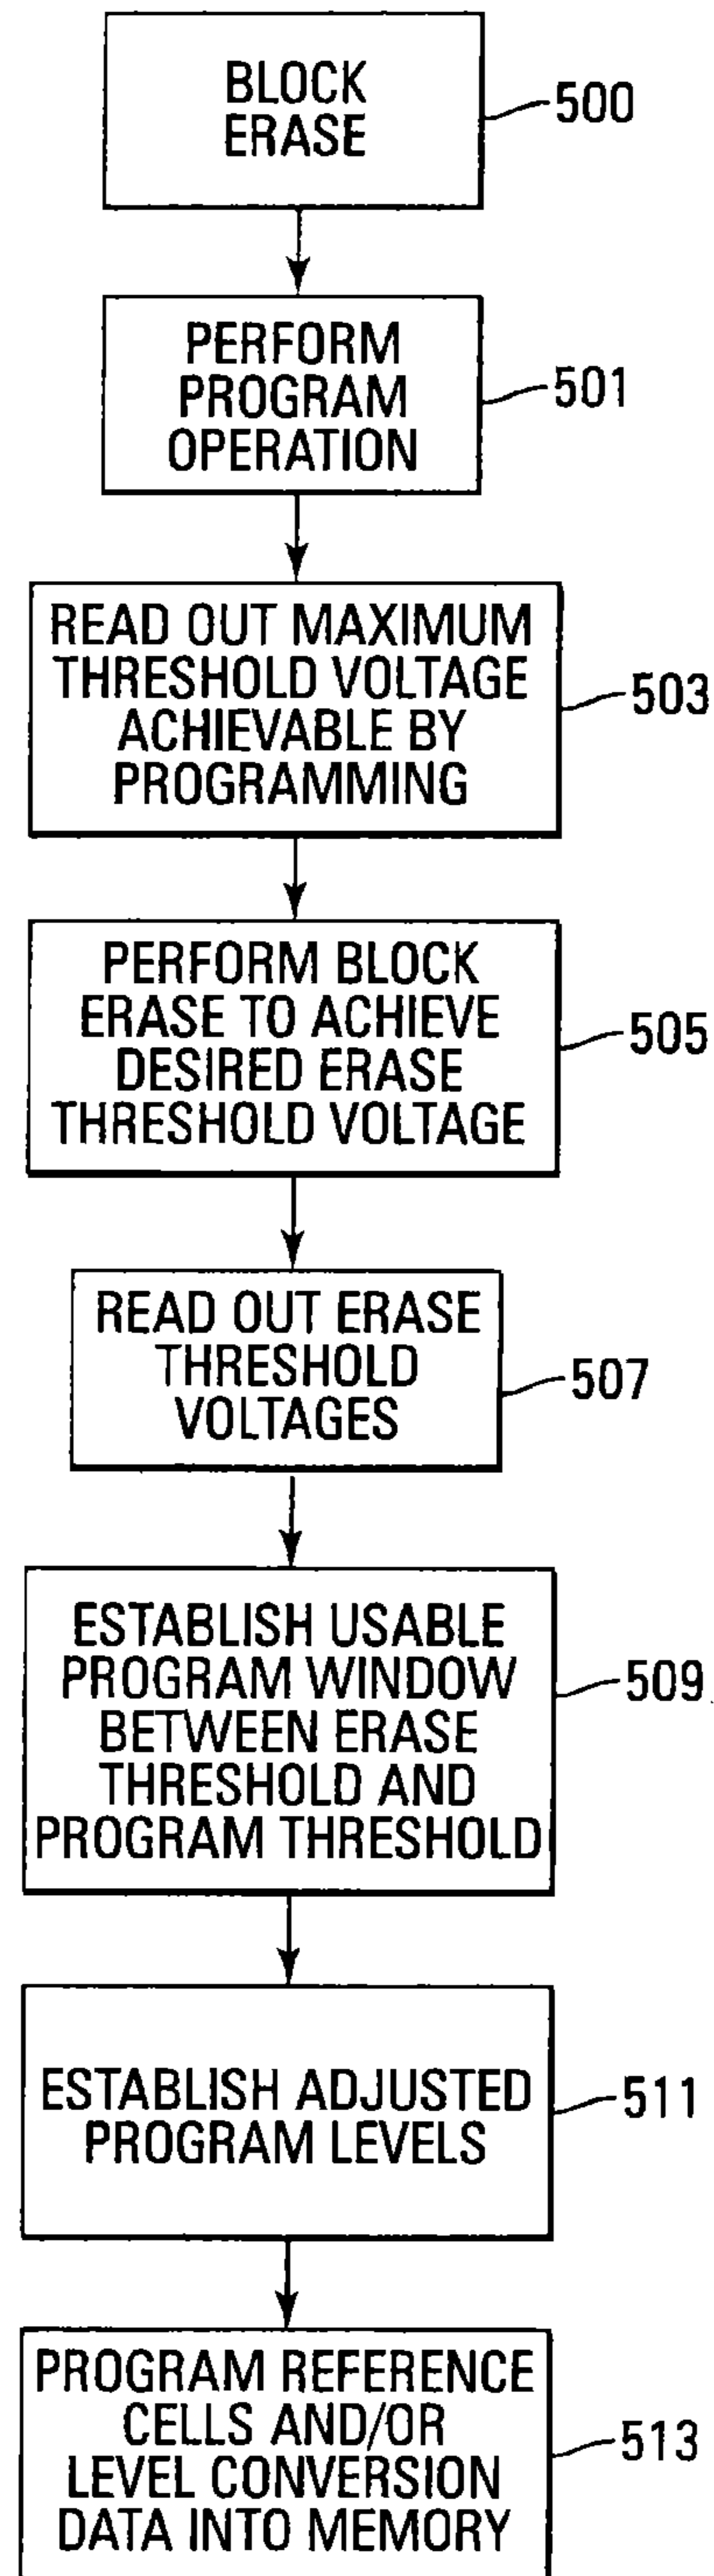 BLOCK
ERASE
500
PERFORM
PROGRAM
OPERATION
501
READ OUT MAXIMUM
THRESHOLD VOLTAGE
ACHIEVABLE BY
PROGRAMMING
503
PERFORM BLOCK
ERASE TO ACHIEVE
DESIRED ERASE
THRESHOLD VOLTAGE
505
READ OUT ERASE
THRESHOLD
VOLTAGES
507
ESTABLISH USABLE
PROGRAM WINDOW
BETWEEN ERASE
THRESHOLD AND
PROGRAM THRESHOLD
509
ESTABLISH ADJUSTED
PROGRAM LEVELS
511
PROGRAM REFERENCE
CELLS AND/OR
LEVEL CONVERSION
DATA INTO MEMORY
513